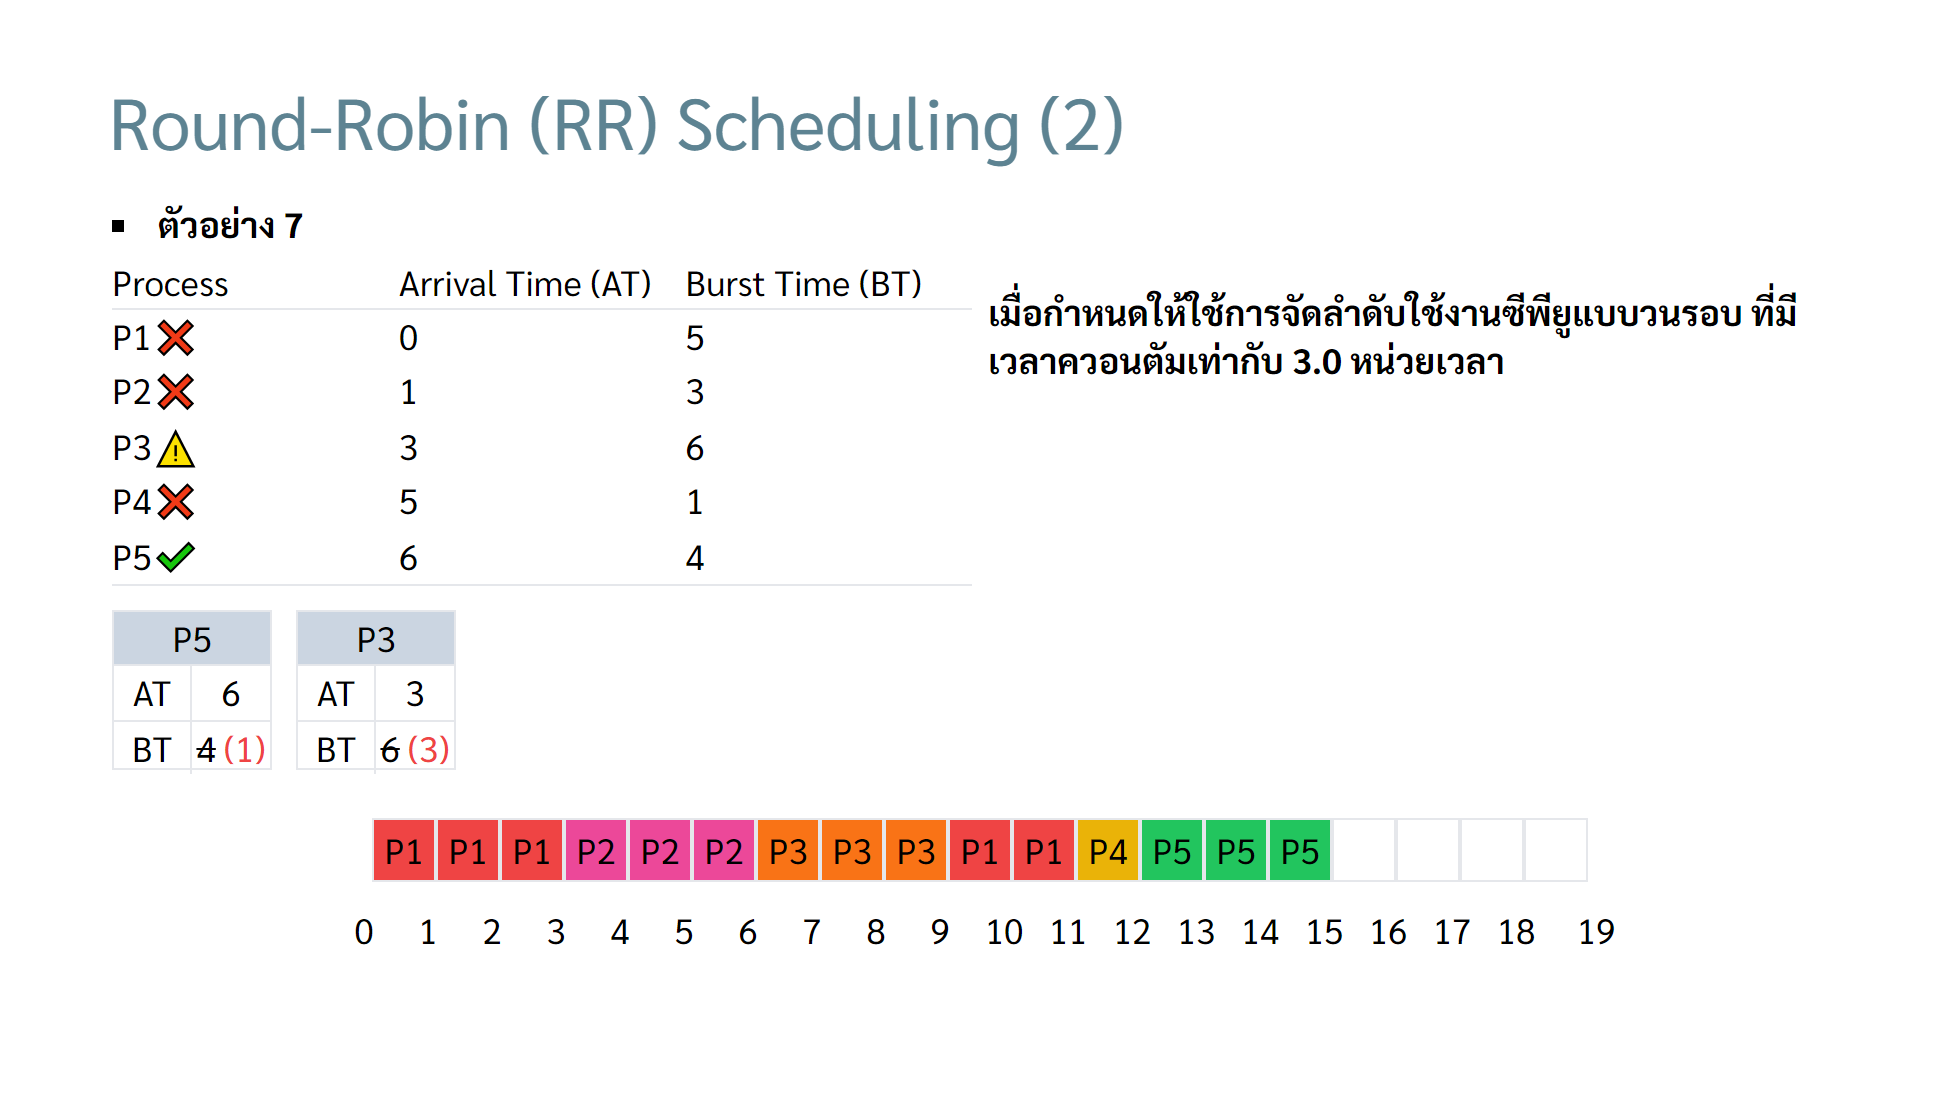 Round-Robin (RR) Scheduling (2)
ตัวอย่าง 7
Process Arrival Time (AT) Burst Time (BT)
P1 0 5
P2 1 3
P3 3 6
P4 5 1
P5 6 4
เมื่อกำหนดให้ใช้การจัดลำดับใช้งานซีพียูแบบวนรอบ ที่มี
เวลาควอนตัมเท่ากับ 3.0 หน่วยเวลา
P5 P3
AT 6 AT 3
BT 4 (1) BT 6 (3)
P1 P1 P1 P2 P2 P2 P3 P3 P3 P1 P1 P4 P5 P5 P5
0 1 2 3 4 5 6 7 8 9 10 11 12 13 14 15 16 17 18 19